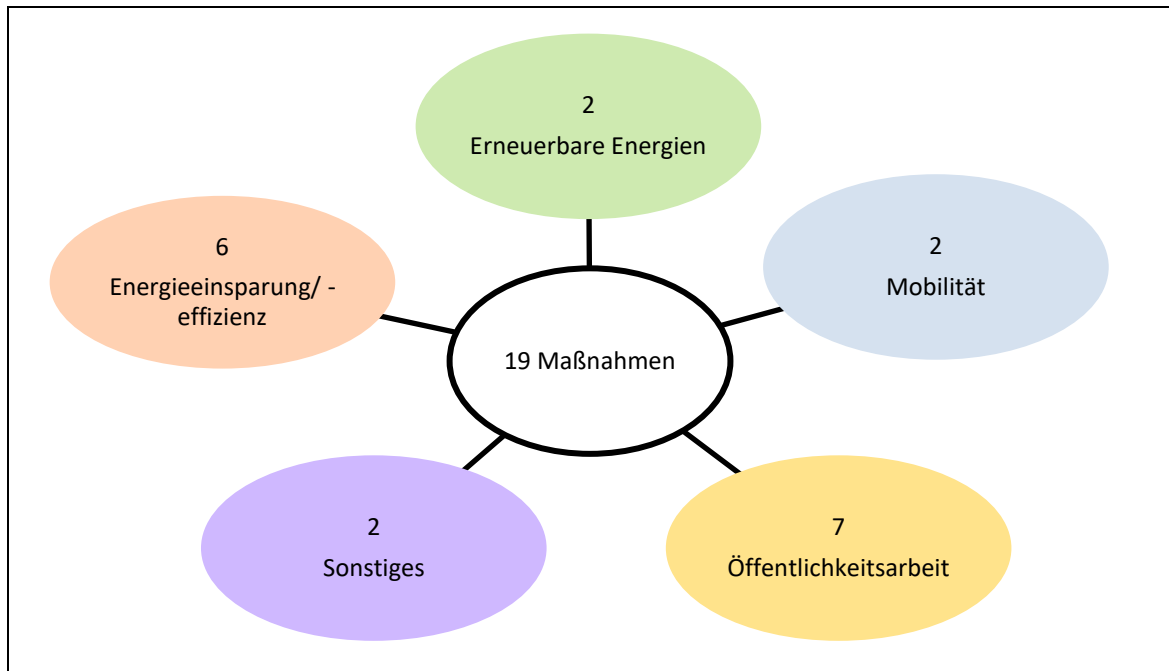 2
Erneuerbare Energien
6
Energieeinsparung/ -
effizienz
2
Mobilität
19 Maßnahmen
2
Sonstiges
7
Öffentlichkeitsarbeit